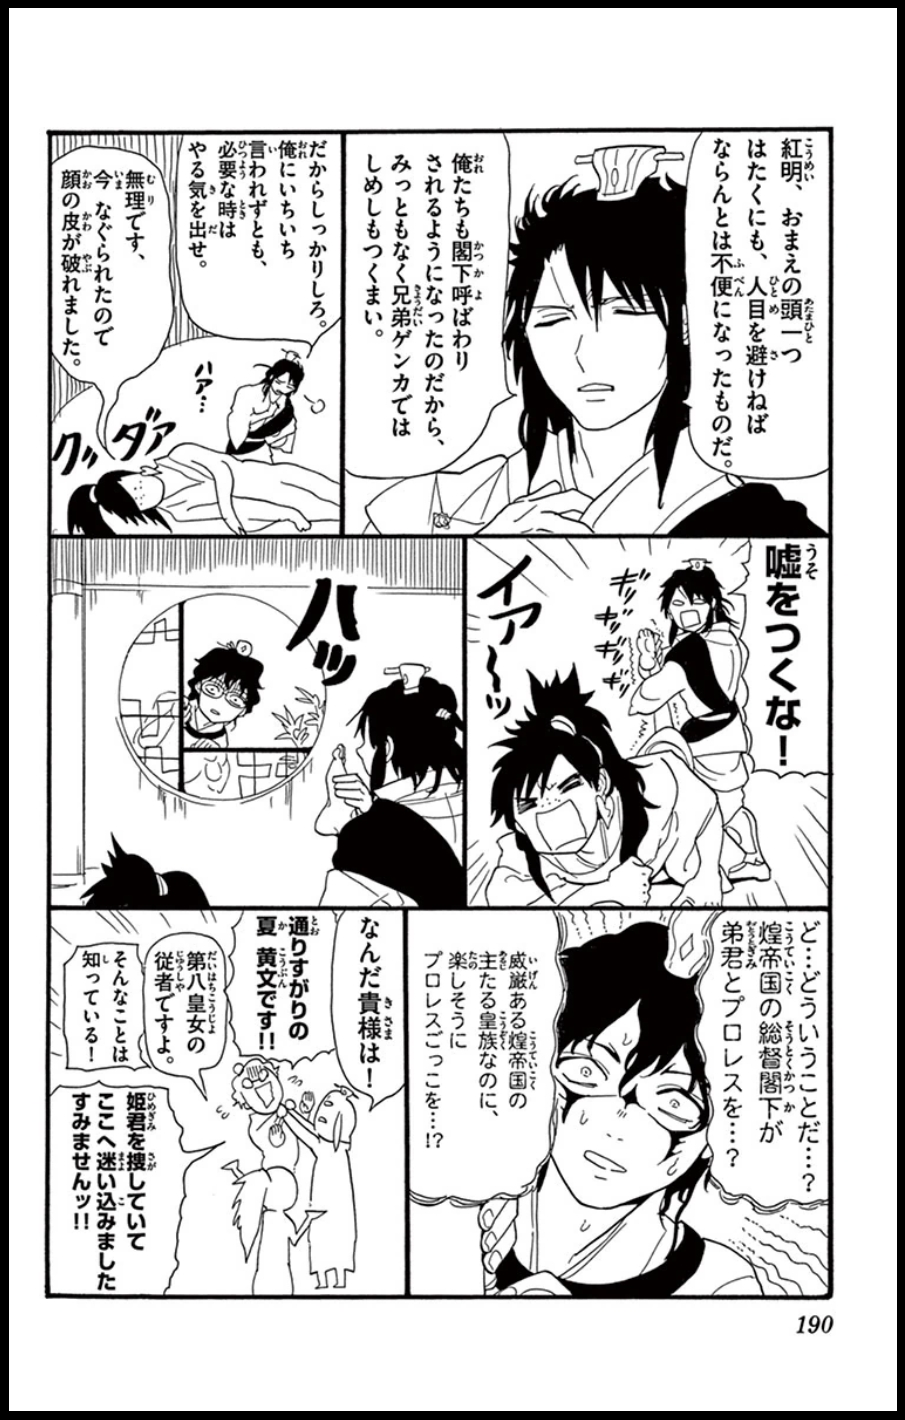 紅明、おまえの頭一つ
はたくにも、人目を避けねば
ならんとは不便になったものだ。
俺たちも閣下呼ばわり
されるようになったのだから、
みっともなく兄弟ゲンカでは
しめしもつくまい。
だからしっかりしろ。
俺にいちいち
言われずとも、
必要な時は
やる気を出せ。
ハァ…
無理です、
今なぐられたので
顔の皮が破れました。
グッダァ
嘘をつくな!
ギギギギギギ
イァ〜ッ
ハッ
ど…どういうことだ…?
煌帝国の総督閣下が
弟君とプロレスを…?
威厳ある煌帝国の
主たる皇族なのに、
楽しそうに
プロレスごっこを…!?
なんだ貴様は!
通りすがりの
夏 黄文です!!
第八皇女の
従者ですよ。
そんなことは
知っている!
姫君を捜していて
ここへ迷い込みました
すみませんッ!!
190